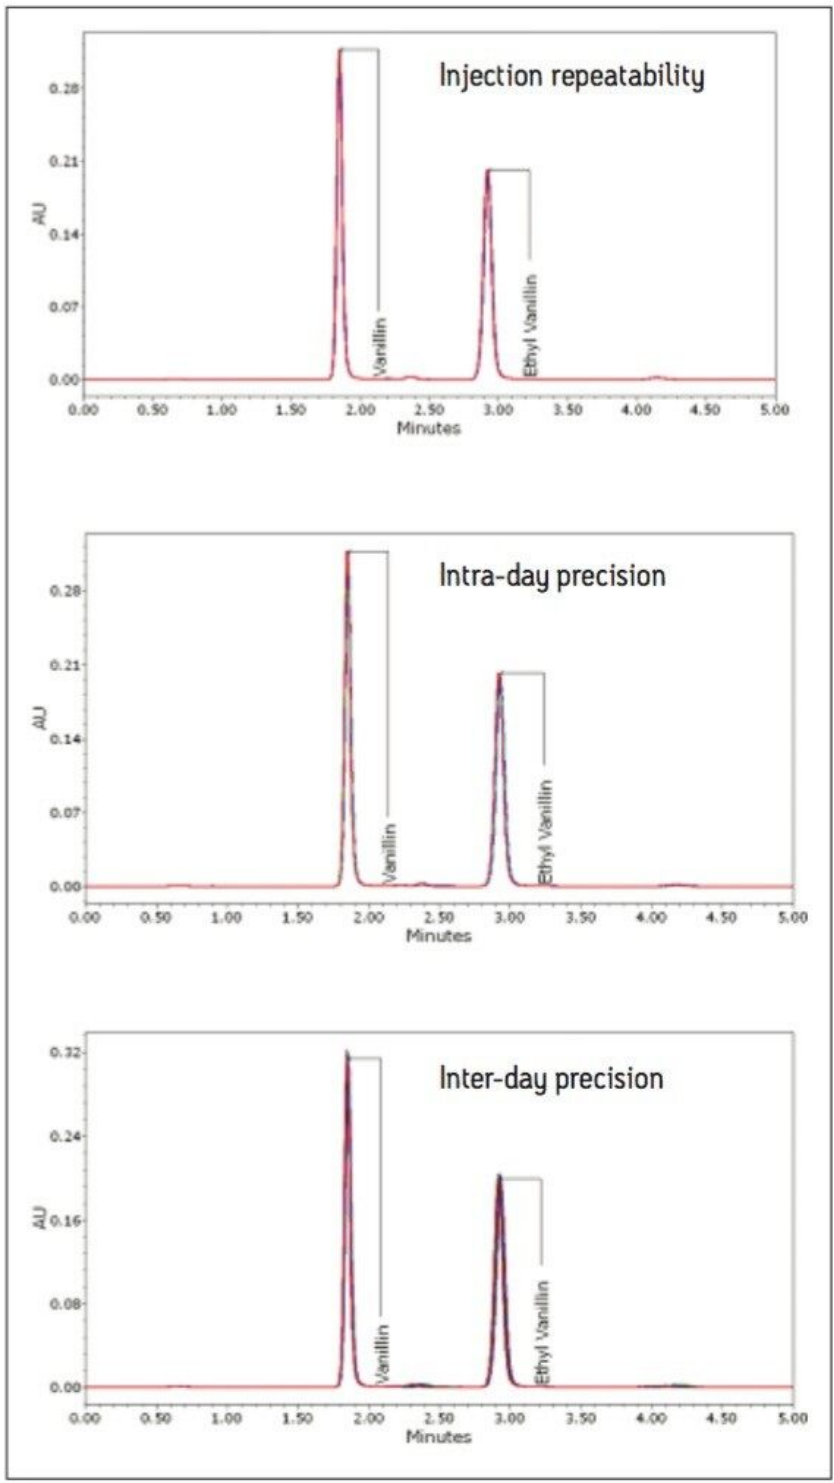 Injection repeatability
0.28
0.21
0.14
0.07
0.00
AU
Vanillin
Ethyl Vanillin
0.00 0.50 1.00 1.50 2.00 2.50 3.00 3.50 4.00 4.50 5.00
Minutes
Intra-day precision
0.28
0.21
0.14
0.07
0.00
AU
Vanillin
Ethyl Vanillin
0.00 0.50 1.00 1.50 2.00 2.50 3.00 3.50 4.00 4.50 5.00
Minutes
Inter-day precision
0.32
0.24
0.16
0.08
0.00
AU
Vanillin
Ethyl Vanillin
0.00 0.50 1.00 1.50 2.00 2.50 3.00 3.50 4.00 4.50 5.00
Minutes